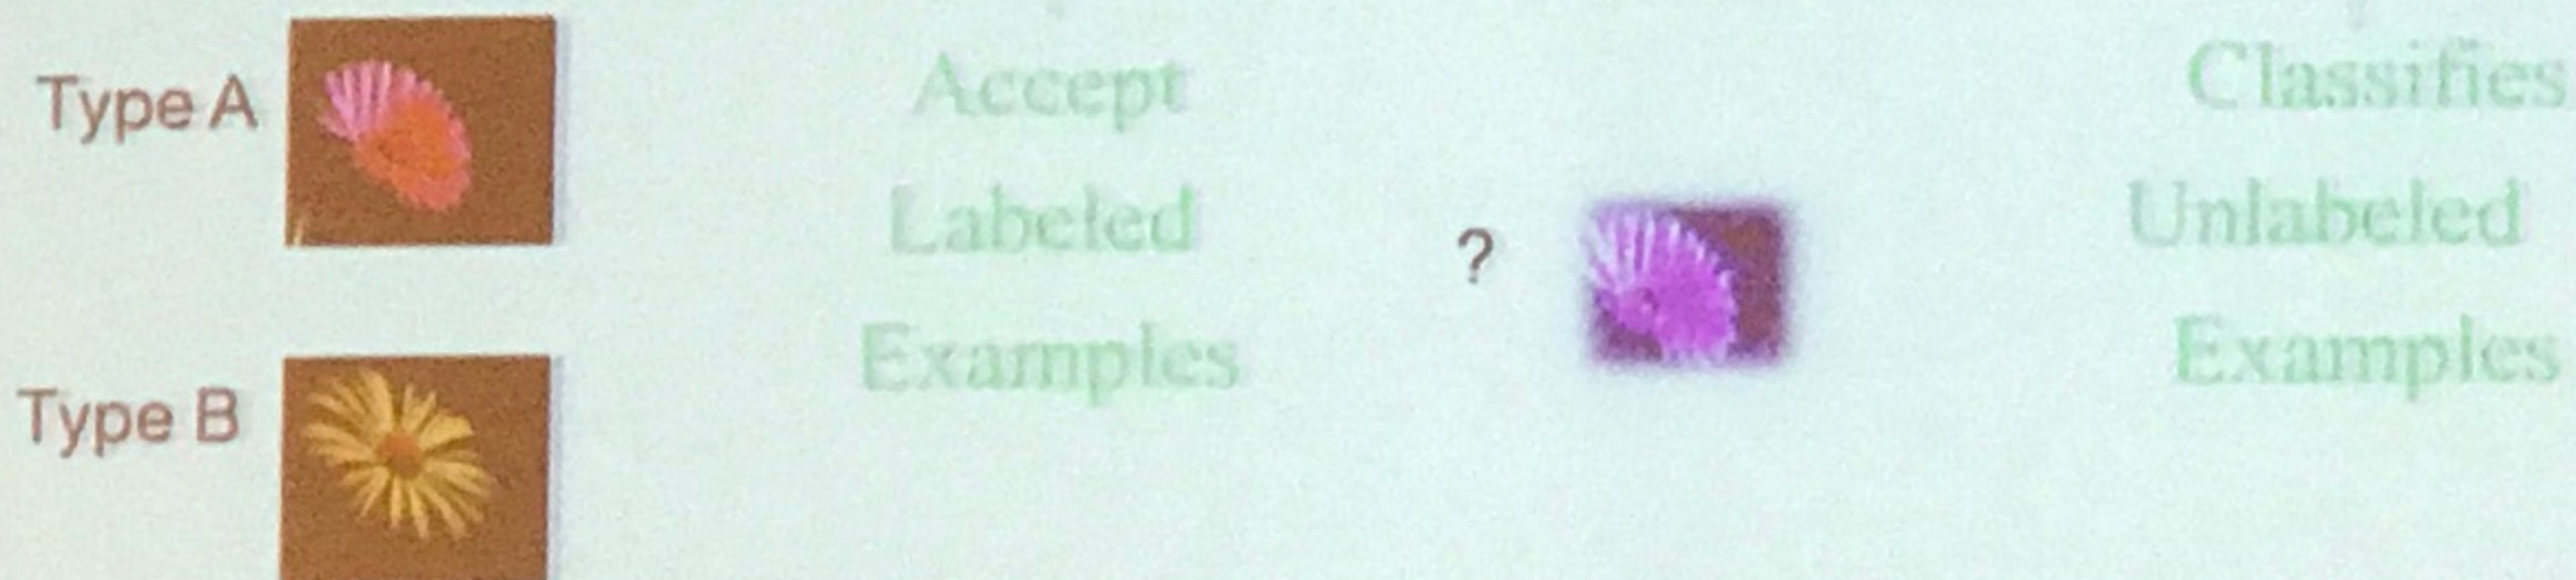 Type A
Type B
Accept
Labeled
Examples
?
Classifies
Unlabeled
Examples